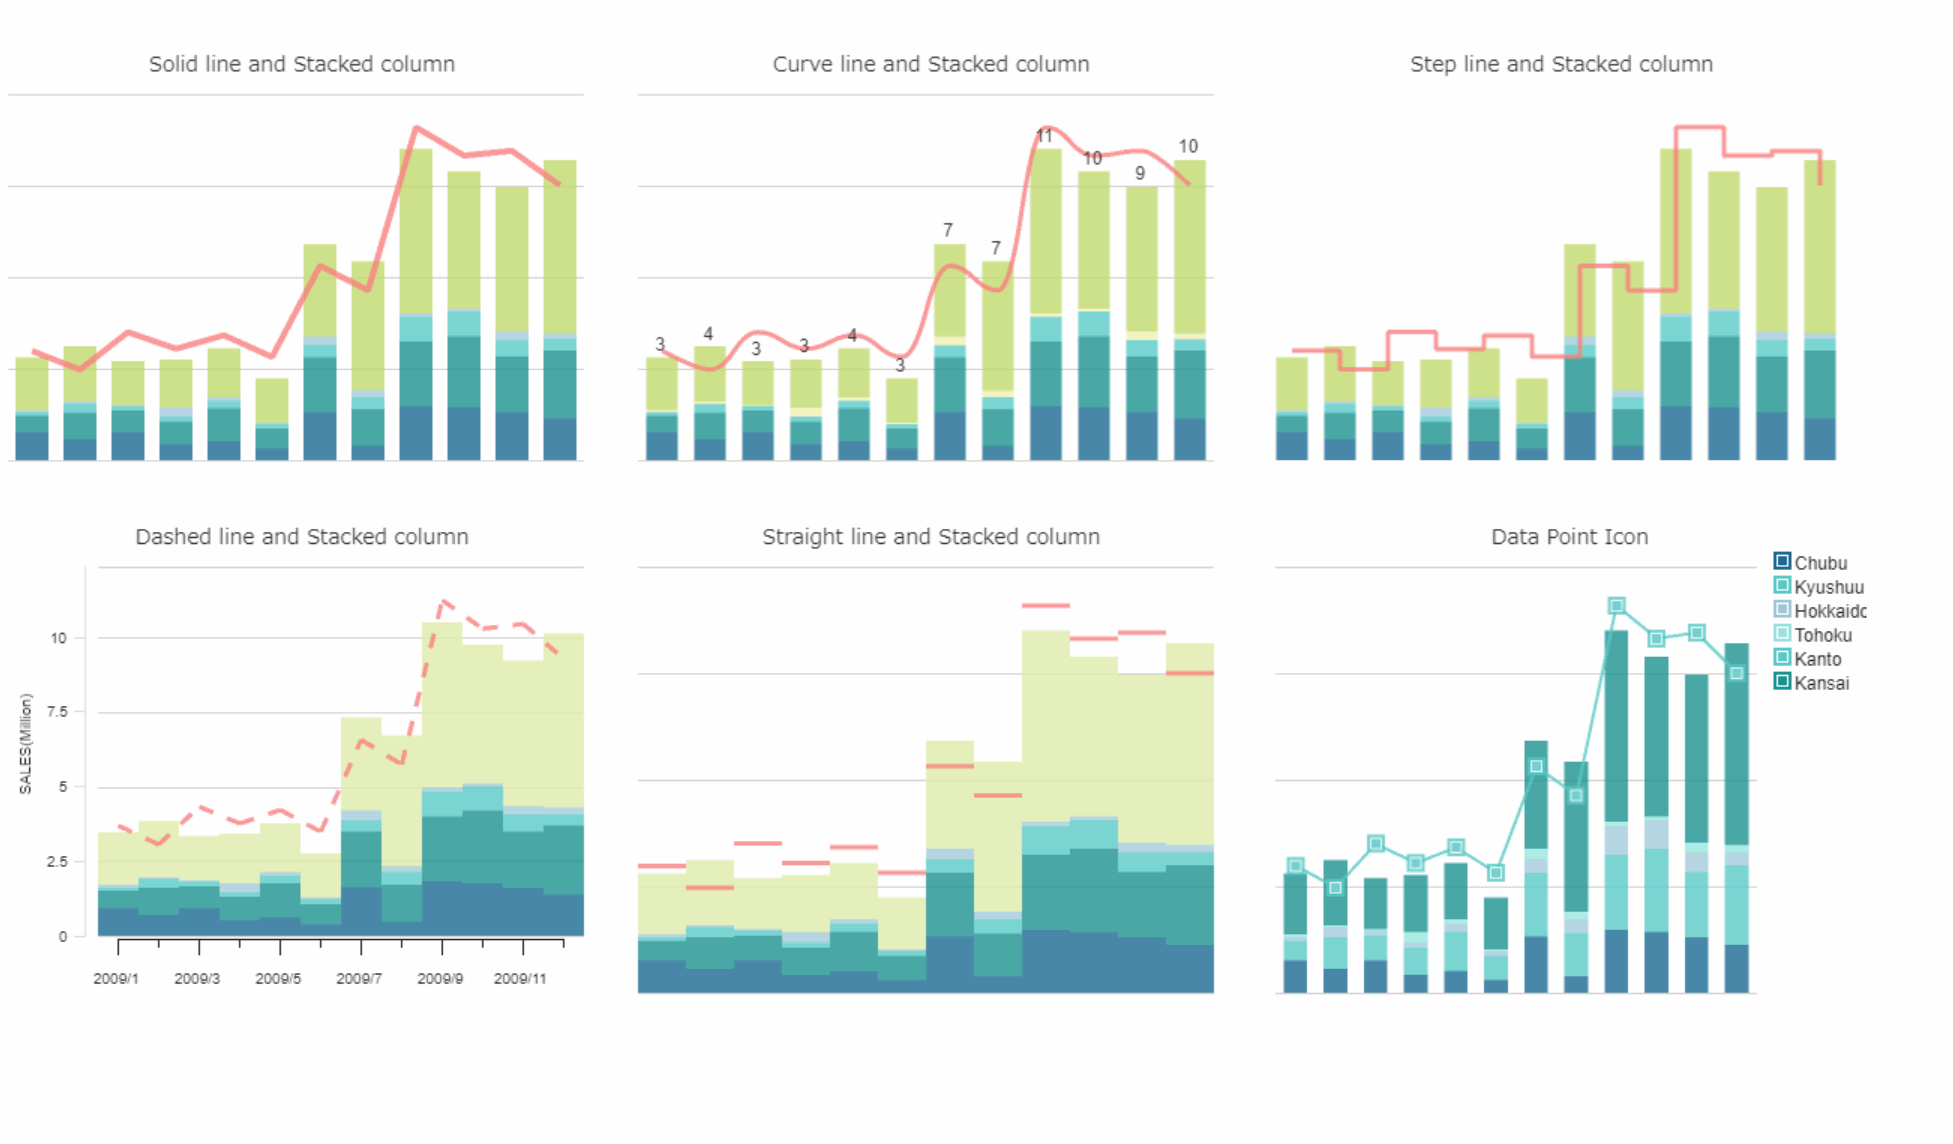 Solid line and Stacked column
Curve line and Stacked column
Step line and Stacked column
3
4
3
3
4
3
7
7
11
10
9
10
Dashed line and Stacked column
Straight line and Stacked column
Data Point Icon
SALES(Million)
10
7.5
5
2.5
0
2009/1 2009/3 2009/5 2009/7 2009/9 2009/11
Chubu
Kyushuu
Hokkaido
Tohoku
Kanto
Kansai